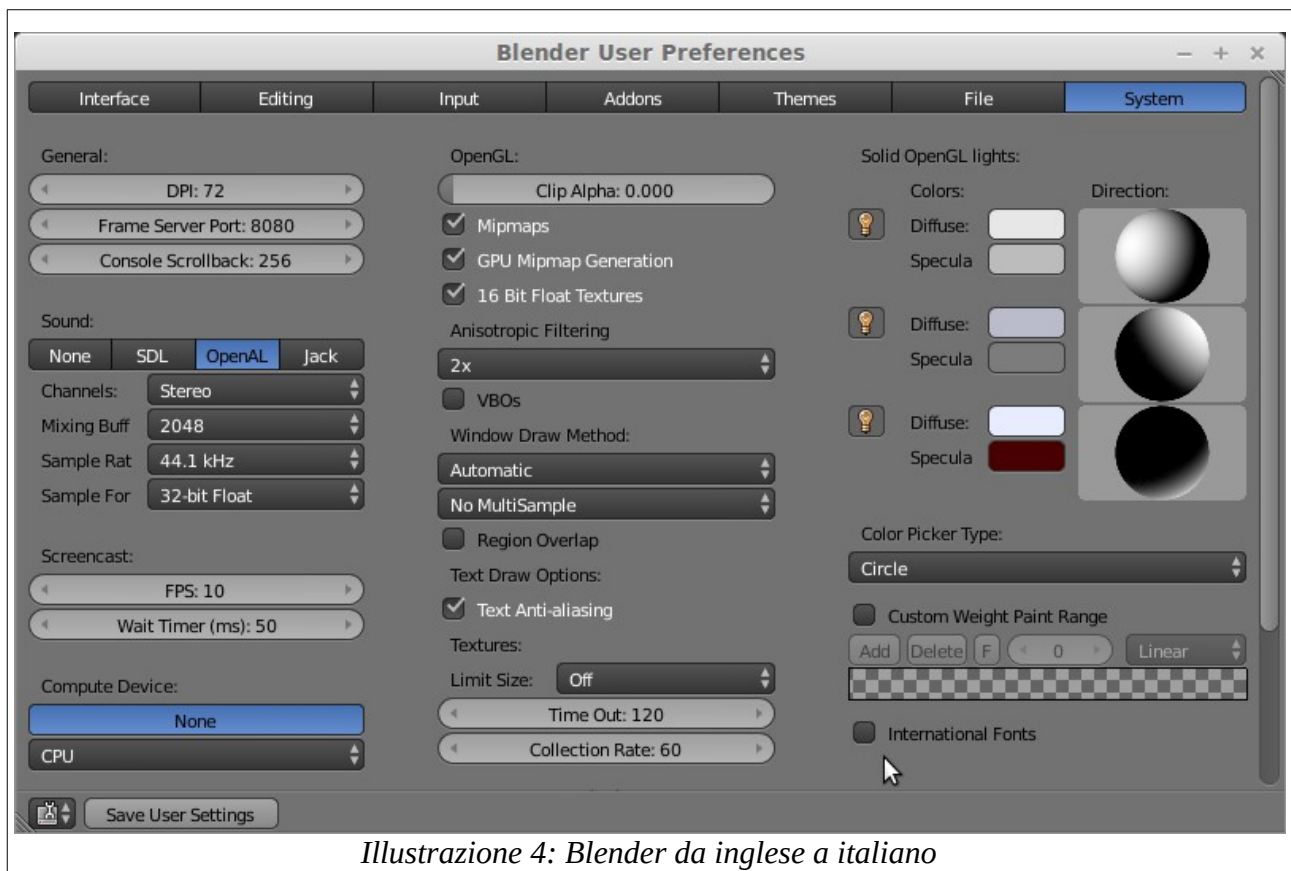 Blender User Preferences
Interface Editing Input Addons Themes File System
General:
DPI: 72
Frame Server Port: 8080
Console Scrollback: 256
Sound:
None SDL OpenAL Jack
Channels: Stereo
Mixing Buff 2048
Sample Rat 44.1 kHz
Sample For 32-bit Float
Screencast:
FPS: 10
Wait Timer (ms): 50
Compute Device:
None
CPU
OpenGL:
Clip Alpha: 0.000
Mipmaps
GPU Mipmap Generation
16 Bit Float Textures
Anisotropic Filtering
2x
VBOs
Window Draw Method:
Automatic
No MultiSample
Region Overlap
Text Draw Options:
Text Anti-aliasing
Textures:
Limit Size: Off
Time Out: 120
Collection Rate: 60
Solid OpenGL lights:
Colors: Direction:
Diffuse:
Specula
Diffuse:
Specula
Diffuse:
Specula
Color Picker Type:
Circle
Custom Weight Paint Range
Add Delete F 0 Linear
International Fonts
Save User Settings
Illustrazione 4: Blender da inglese a italiano